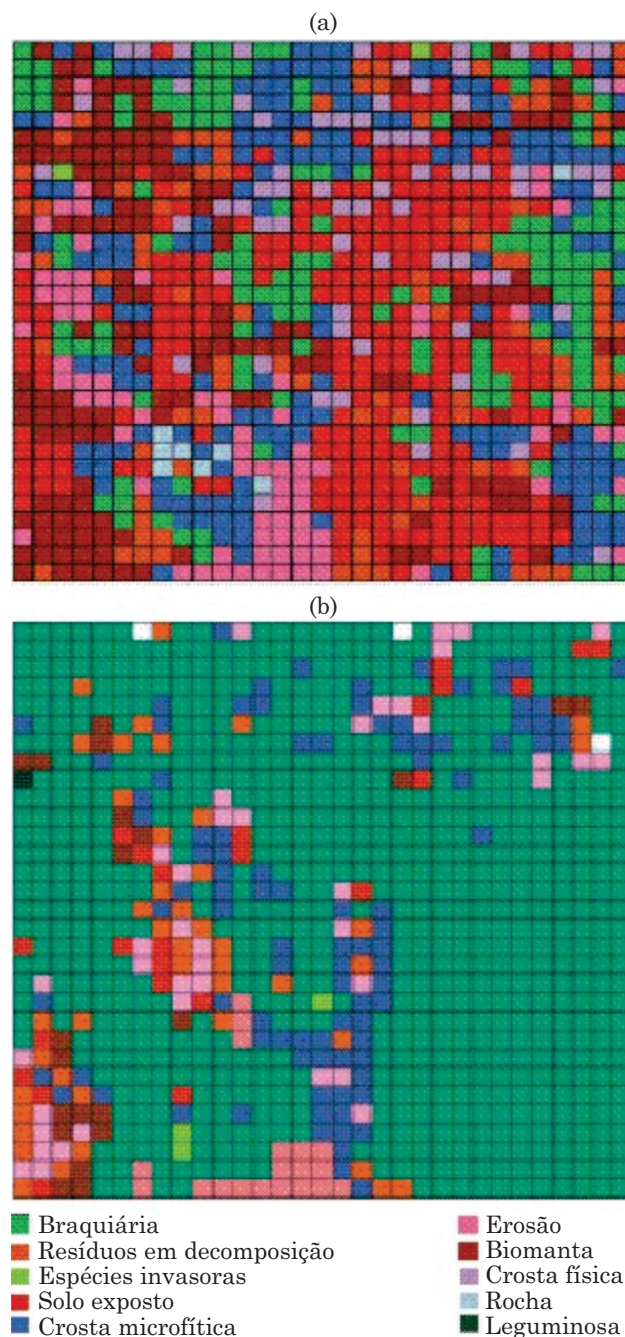 (a)
(b)
Braquiária
Resíduos em decomposição
Espécies invasoras
Solo exposto
Crosta microfítica
Erosão
Biomanta
Crosta física
Rocha
Leguminosa